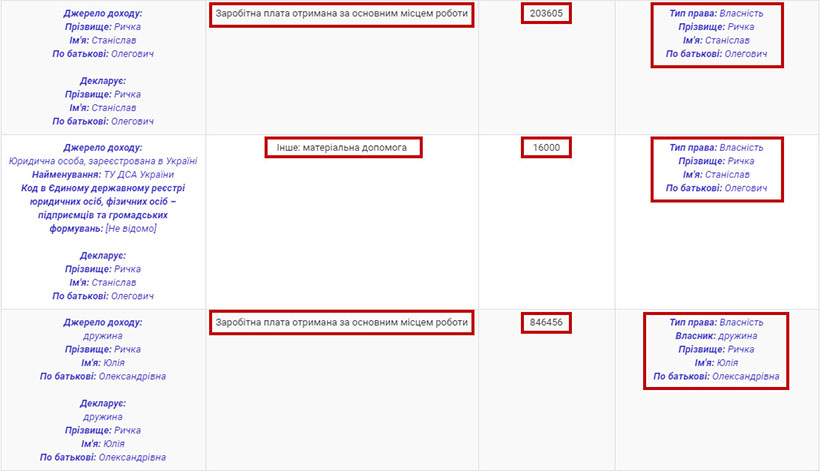 Джерело доходу:
Прізвище: Ричка
Ім'я: Станіслав
По батькові: Олегович
Декларує:
Прізвище: Ричка
Ім'я: Станіслав
По батькові: Олегович
Заробітна плата отримана за основним місцем роботи
203605
Тип права: Власність
Прізвище: Ричка
Ім'я: Станіслав
По батькові: Олегович
Джерело доходу:
Юридична особа, зареєстрована в Україні
Найменування: ТУ ДСА України
Код в Єдиному державному реєстрі
юридичних осіб, фізичних осіб –
підприємців та громадських
формувань: [Не відомо]
Декларує:
Прізвище: Ричка
Ім'я: Станіслав
По батькові: Олегович
Інше: матеріальна допомога
16000
Тип права: Власність
Прізвище: Ричка
Ім'я: Станіслав
По батькові: Олегович
Джерело доходу:
дружина
Прізвище: Ричка
Ім'я: Юлія
По батькові: Олександрівна
Декларує:
дружина
Прізвище: Ричка
Ім'я: Юлія
По батькові: Олександрівна
Заробітна плата отримана за основним місцем роботи
846456
Тип права: Власність
Власник: дружина
Прізвище: Ричка
Ім'я: Юлія
По батькові: Олександрівна